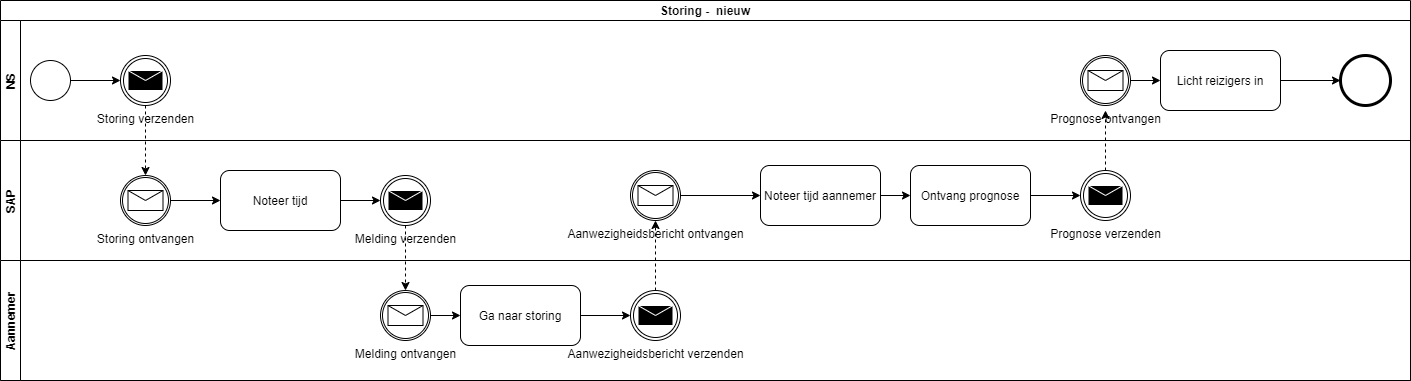 Storing - nieuw
NS
Storing verzenden
Prognose ontvangen
Licht reizigers in
SAP
Storing ontvangen
Noteer tijd
Melding verzenden
Aanwezigheidsbericht ontvangen
Noteer tijd aannemer
Ontvang prognose
Prognose verzenden
Aannemer
Melding ontvangen
Ga naar storing
Aanwezigheidsbericht verzenden